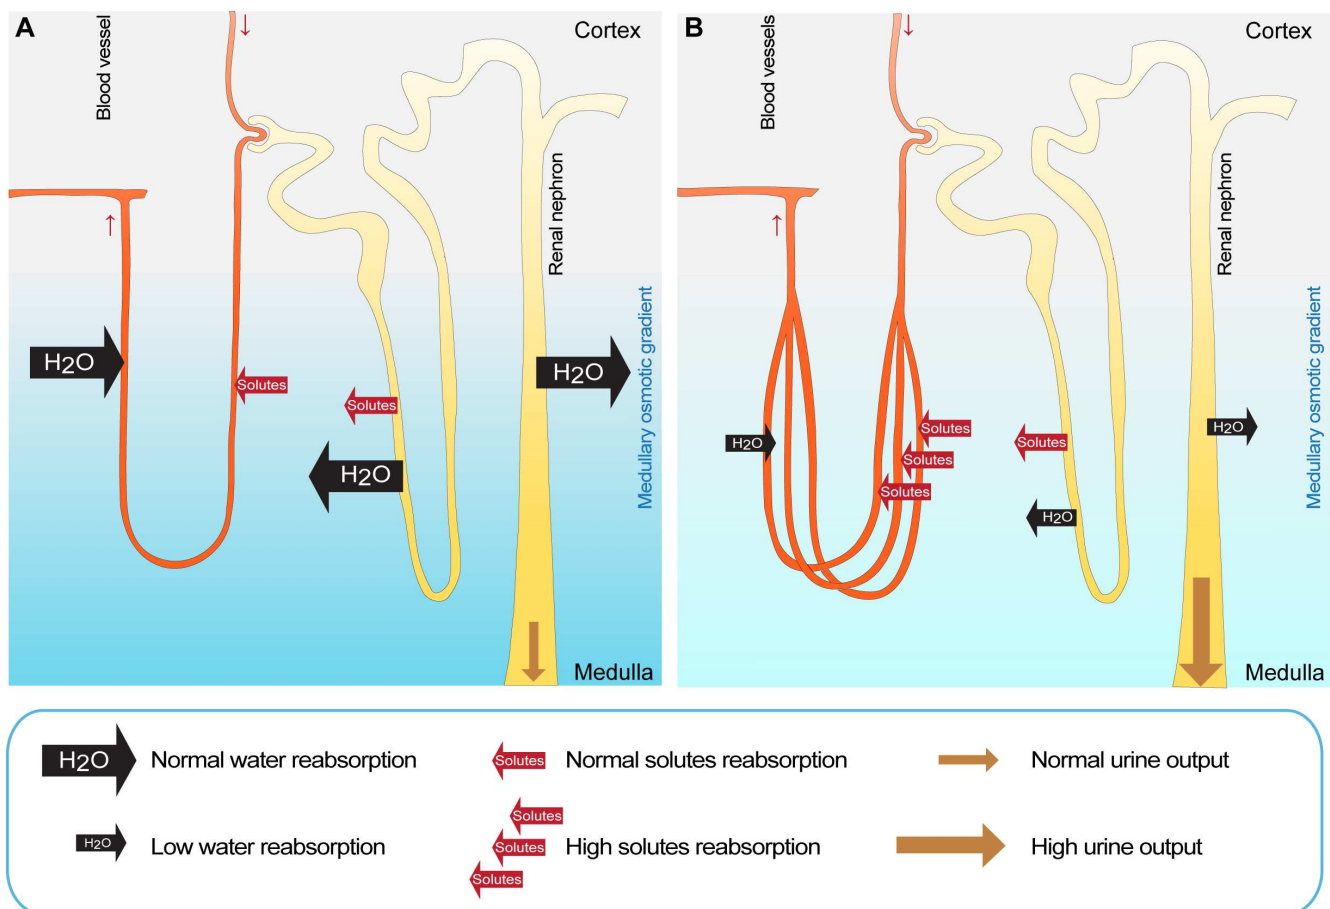 A
Cortex
Blood vessel
Renal nephron
Medullary osmotic gradient
H2O
Solutes
Solutes
H2O
H2O
Medulla
B
Cortex
Blood vessels
Renal nephron
Medullary osmotic gradient
H2O
Solutes
Solutes
Solutes
Solutes
H2O
H2O
Medulla
H2O Normal water reabsorption
Solutes Normal solutes reabsorption
Normal urine output
H2O Low water reabsorption
Solutes
Solutes High solutes reabsorption
Solutes
High urine output